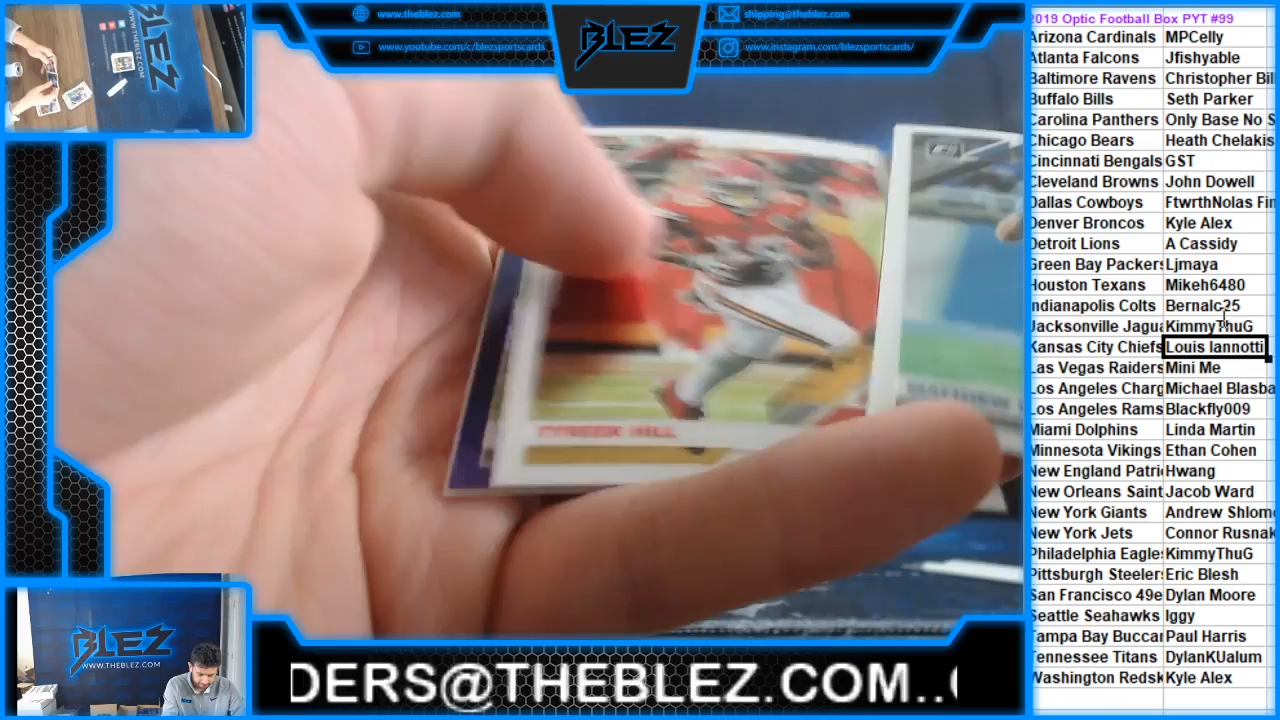 www.theblez.com
shipping@theblez.com
www.youtube.com/c/blezsportscards
www.instagram.com/blezsportscards/
BLEZ
BLEZ
WWW.THEBLEZ.COM
TYREEK HILL
MATTHEW
BLEZ
WWW.THEBLEZ.COM
DERS@THEBLEZ.COM..
2019 Optic Football Box PYT #99
Arizona Cardinals MPCelly
Atlanta Falcons Jfishyable
Baltimore Ravens Christopher Bil
Buffalo Bills Seth Parker
Carolina Panthers Only Base No S
Chicago Bears Heath Chelakis
Cincinnati Bengals GST
Cleveland Browns John Dowell
Dallas Cowboys FtwrthNolas Fin
Denver Broncos Kyle Alex
Detroit Lions A Cassidy
Green Bay Packers Ljmaya
Houston Texans Mikeh6480
Indianapolis Colts Bernalc25
Jacksonville Jagua KimmyThuG
Kansas City Chiefs Louis Iannotti
Las Vegas Raiders Mini Me
Los Angeles Charg Michael Blasba
Los Angeles Rams Blackfly009
Miami Dolphins Linda Martin
Minnesota Vikings Ethan Cohen
New England Patri Hwang
New Orleans Saint Jacob Ward
New York Giants Andrew Shlom
New York Jets Connor Rusnak
Philadelphia Eagles KimmyThuG
Pittsburgh Steelers Eric Blesh
San Francisco 49e Dylan Moore
Seattle Seahawks Iggy
Tampa Bay Buccar Paul Harris
Tennessee Titans DylanKUalum
Washington Redsk Kyle Alex